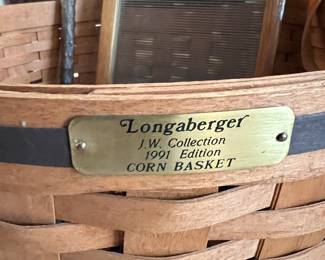 Longaberger
J.W. Collection
1991 Edition
CORN BASKET